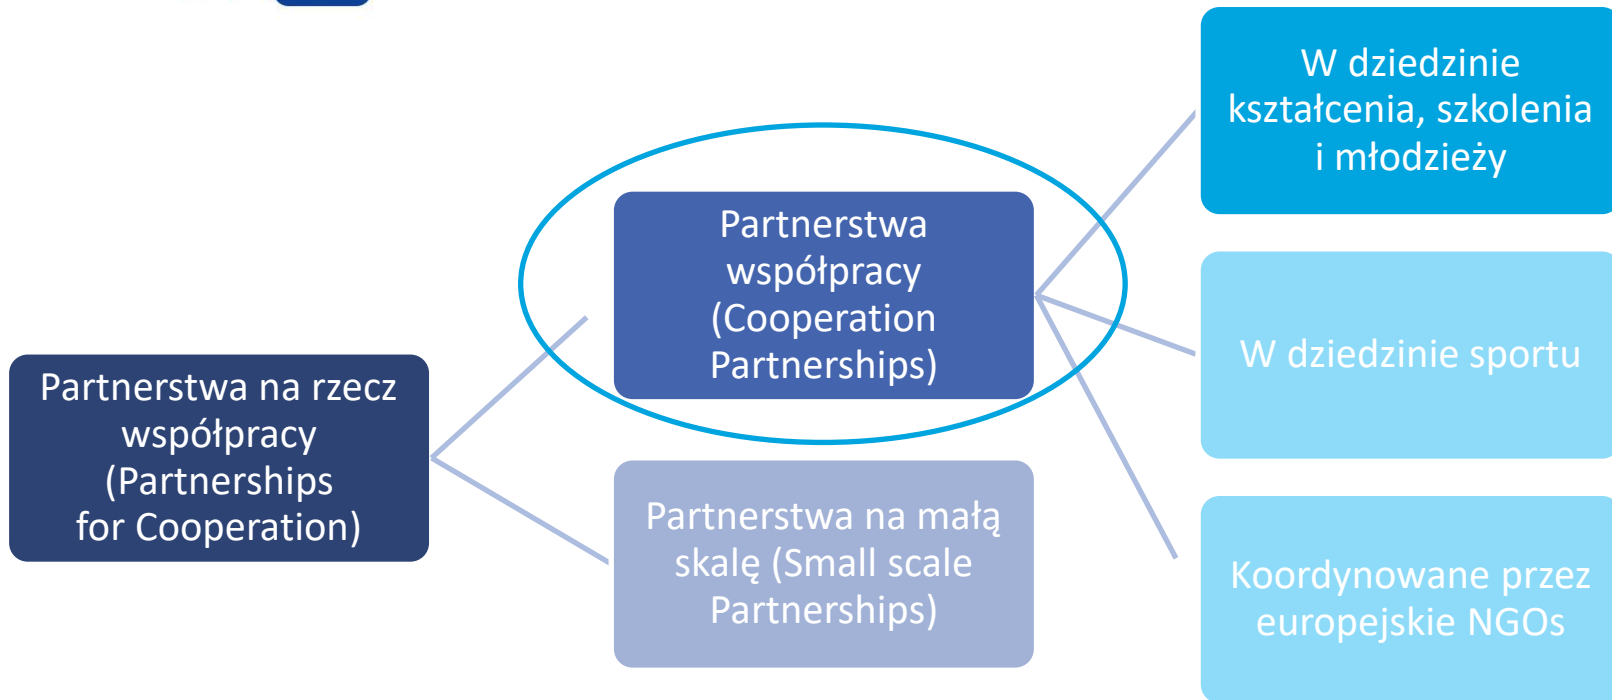 Partnerstwa na rzecz
współpracy
(Partnerships
for Cooperation)
Partnerstwa
współpracy
(Cooperation
Partnerships)
Partnerstwa na małą
skalę (Small scale
Partnerships)
W dziedzinie
kształcenia, szkolenia
i młodzieży
W dziedzinie sportu
Koordynowane przez
europejskie NGOs